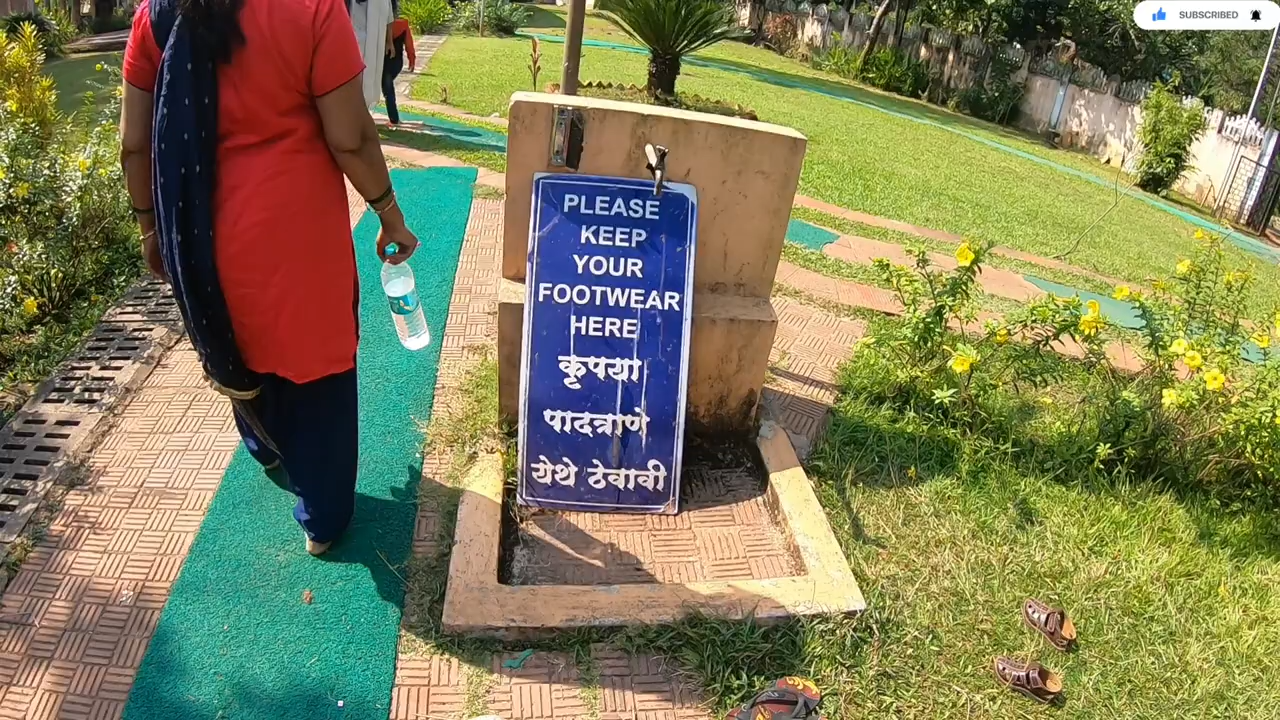 SUBSCRIBED
PLEASE
KEEP
YOUR
FOOTWEAR
HERE
कृपया
पादत्राणे
येथे ठेवावी